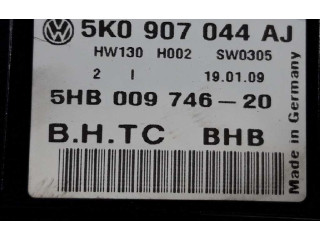 5K0 907 044 AJ
HW130 H002 SW0305
2 I 19.01.09
5HB 009 746-20
B.H.TC BHB
Made in Germany